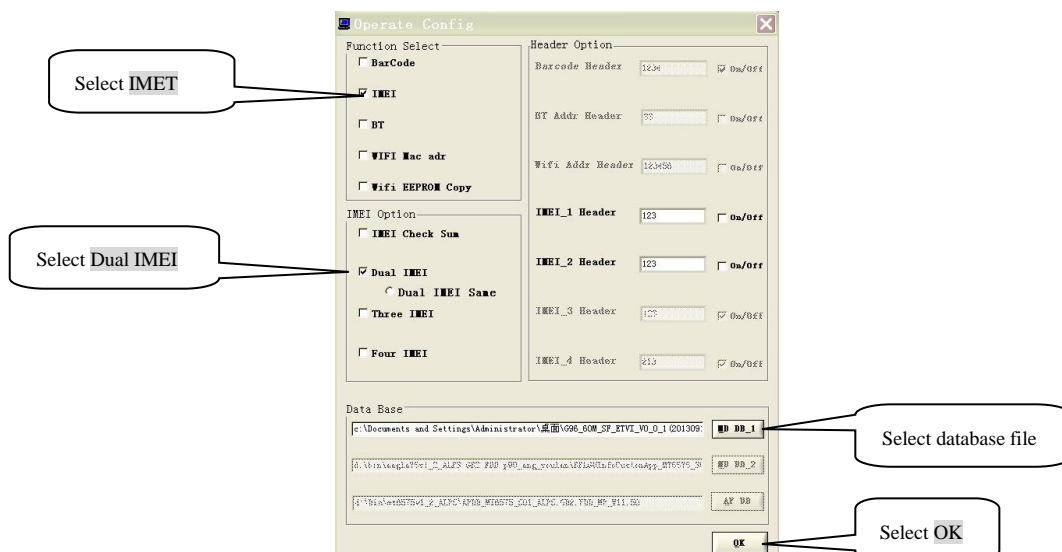 Operate Config
Select IMET
Function Select
BarCode
IMEI
BT
WIFI Mac adr
Wifi EEPROM Copy
Header Option
Barcode Header 1234 On/Off
BT Addr Header On/Off
Wifi Addr Header 123456 On/Off
IMEI_1 Header 123 On/Off
IMEI_2 Header 123 On/Off
IMEI_3 Header 123 On/Off
IMEI_4 Header 213 On/Off
Select Dual IMEI
IMEI Option
IMEI Check Sum
Dual IMEI
Dual IMEI Same
Three IMEI
Four IMEI
Data Base
c:\Documents and Settings\Administrator\桌面\G96_60M_SF_ETVI_V0_0_1(201309:
MD DB_1
Select database file
MD DB_2
AP DB
Select OK
OK